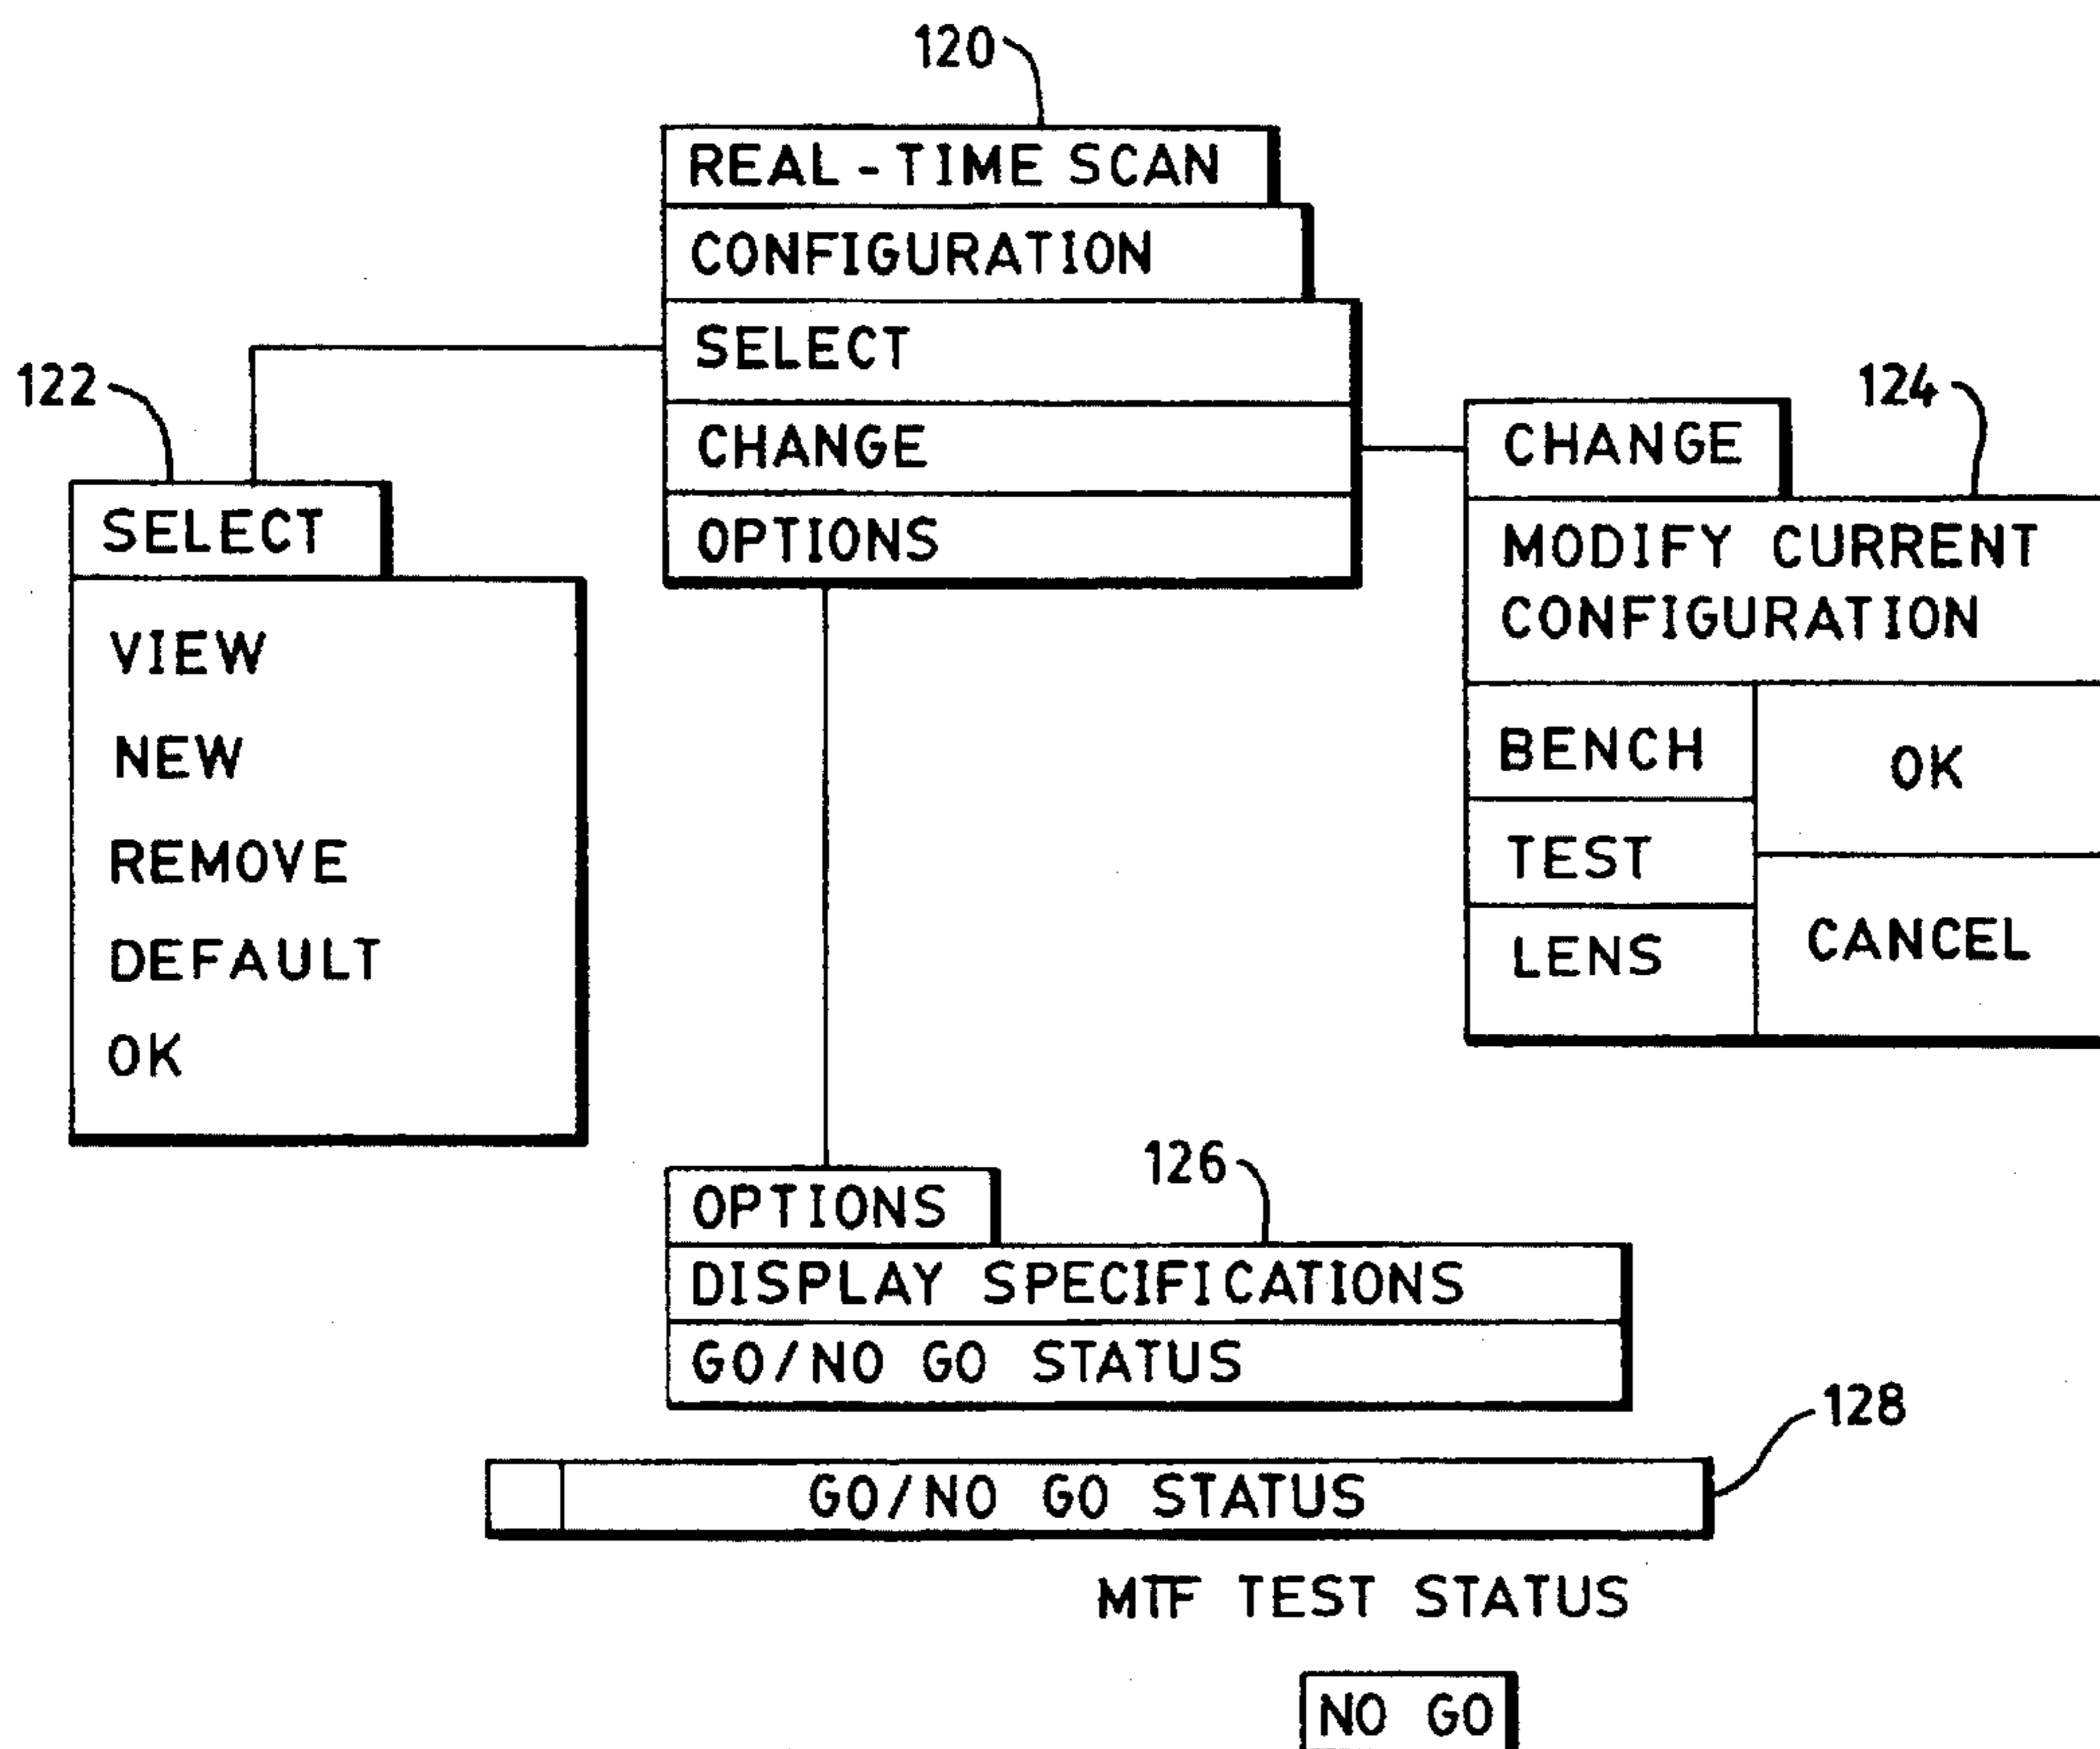 120
REAL-TIME SCAN
CONFIGURATION
SELECT
CHANGE
OPTIONS
122
SELECT
VIEW
NEW
REMOVE
DEFAULT
OK
124
CHANGE
MODIFY CURRENT
CONFIGURATION
BENCH
TEST
LENS
OK
CANCEL
126
OPTIONS
DISPLAY SPECIFICATIONS
GO/NO GO STATUS
128
GO/NO GO STATUS
MTF TEST STATUS
NO GO